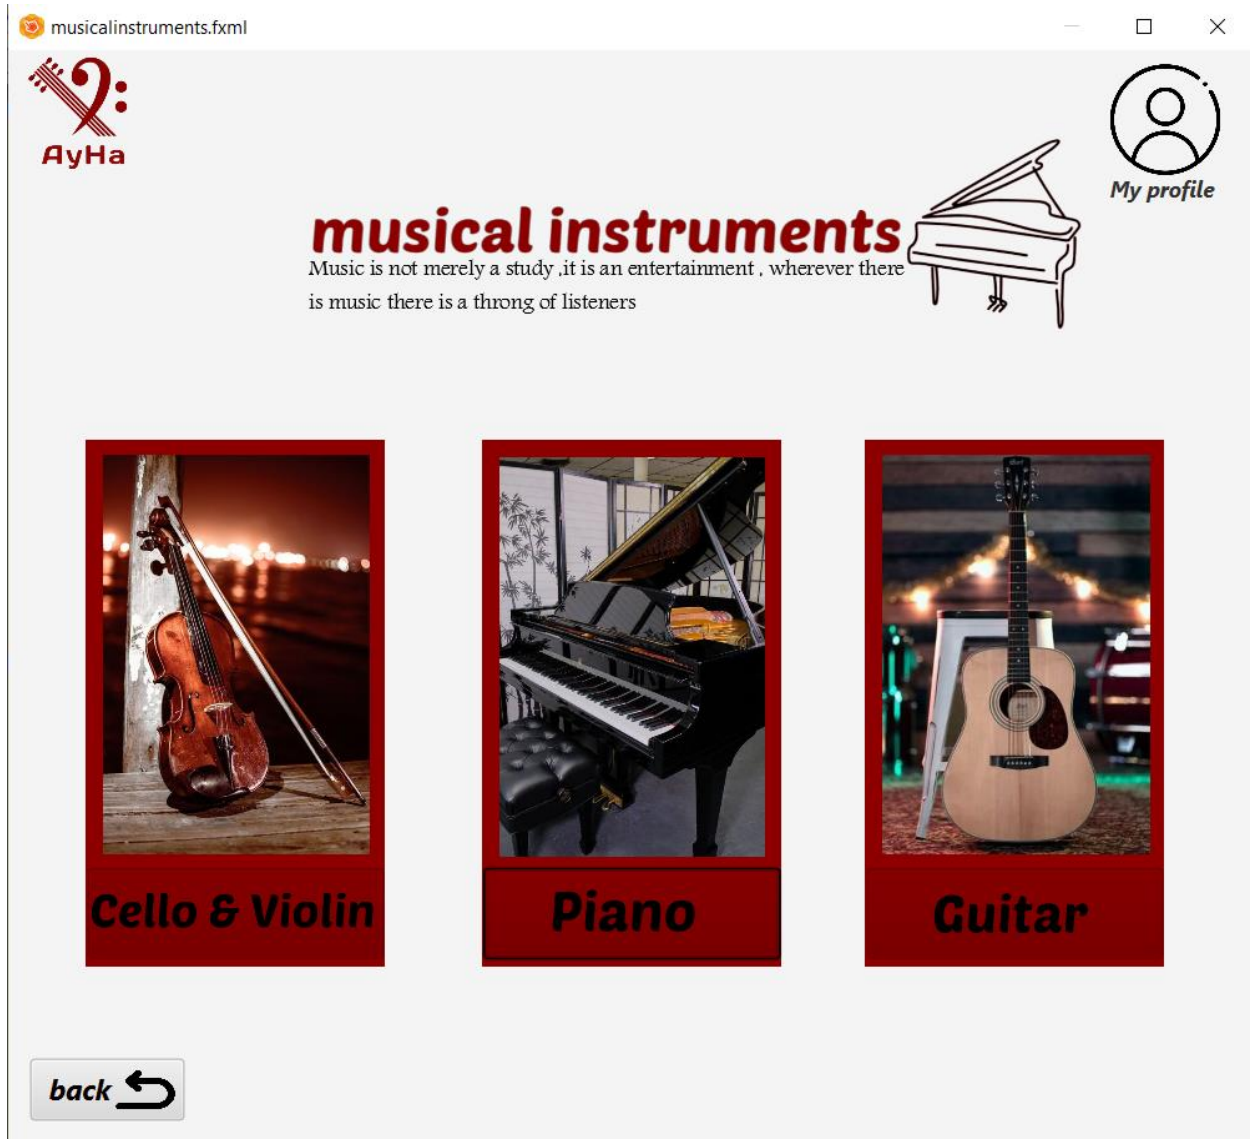 musicalinstruments.fxml
AyHa
My profile
musical instruments
Music is not merely a study ,it is an entertainment , wherever there
is music there is a throng of listeners
Cello & Violin
Piano
Guitar
back